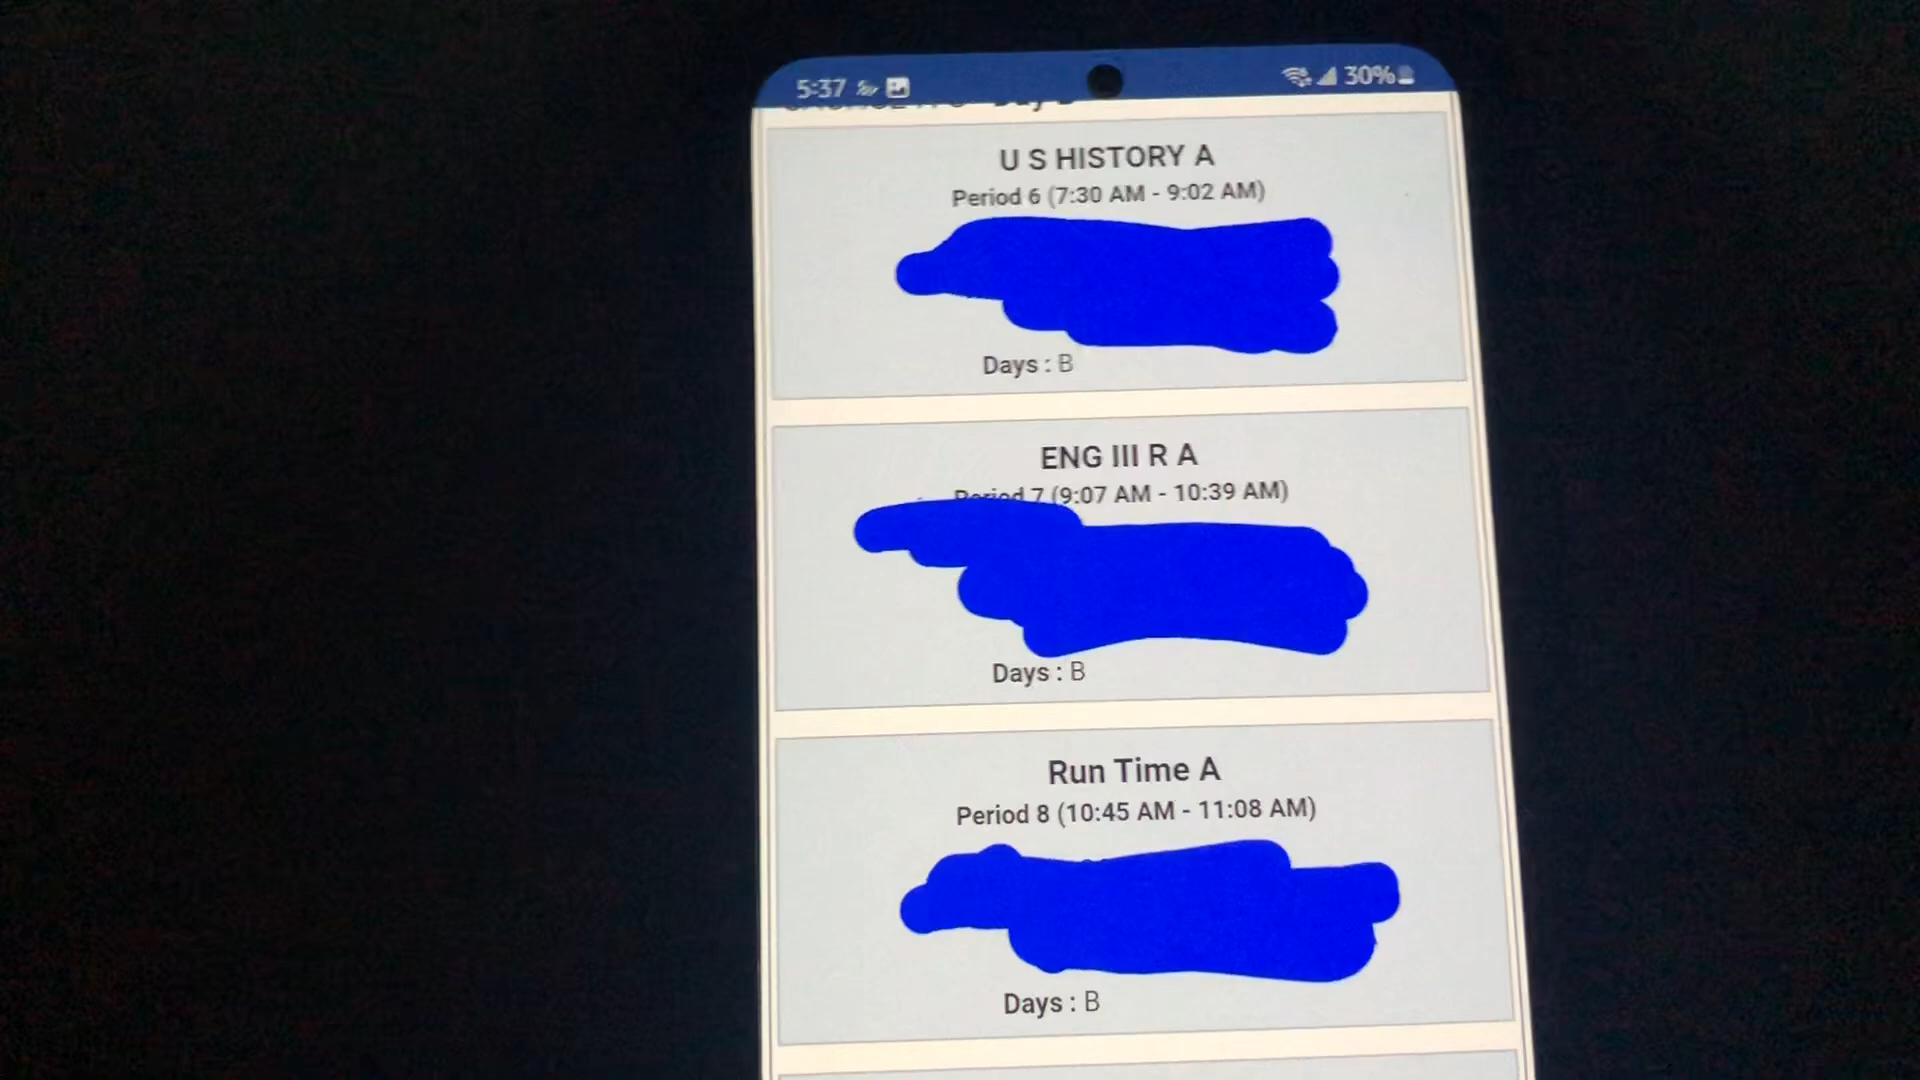 5:37 30%
U S HISTORY A
Period 6 (7:30 AM - 9:02 AM)
Days : B
ENG III R A
Period 7 (9:07 AM - 10:39 AM)
Days : B
Run Time A
Period 8 (10:45 AM - 11:08 AM)
Days : B